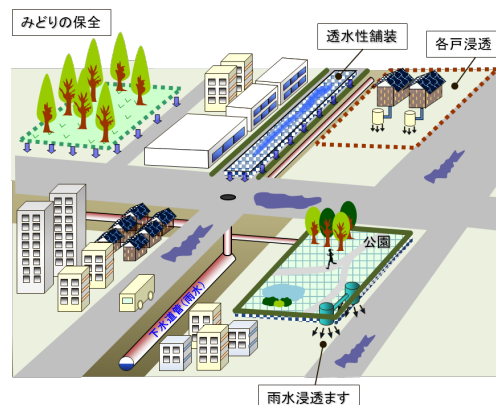 みどりの保全
透水性舗装
各戸浸透
公園
下水道管(雨水)
雨水浸透ます